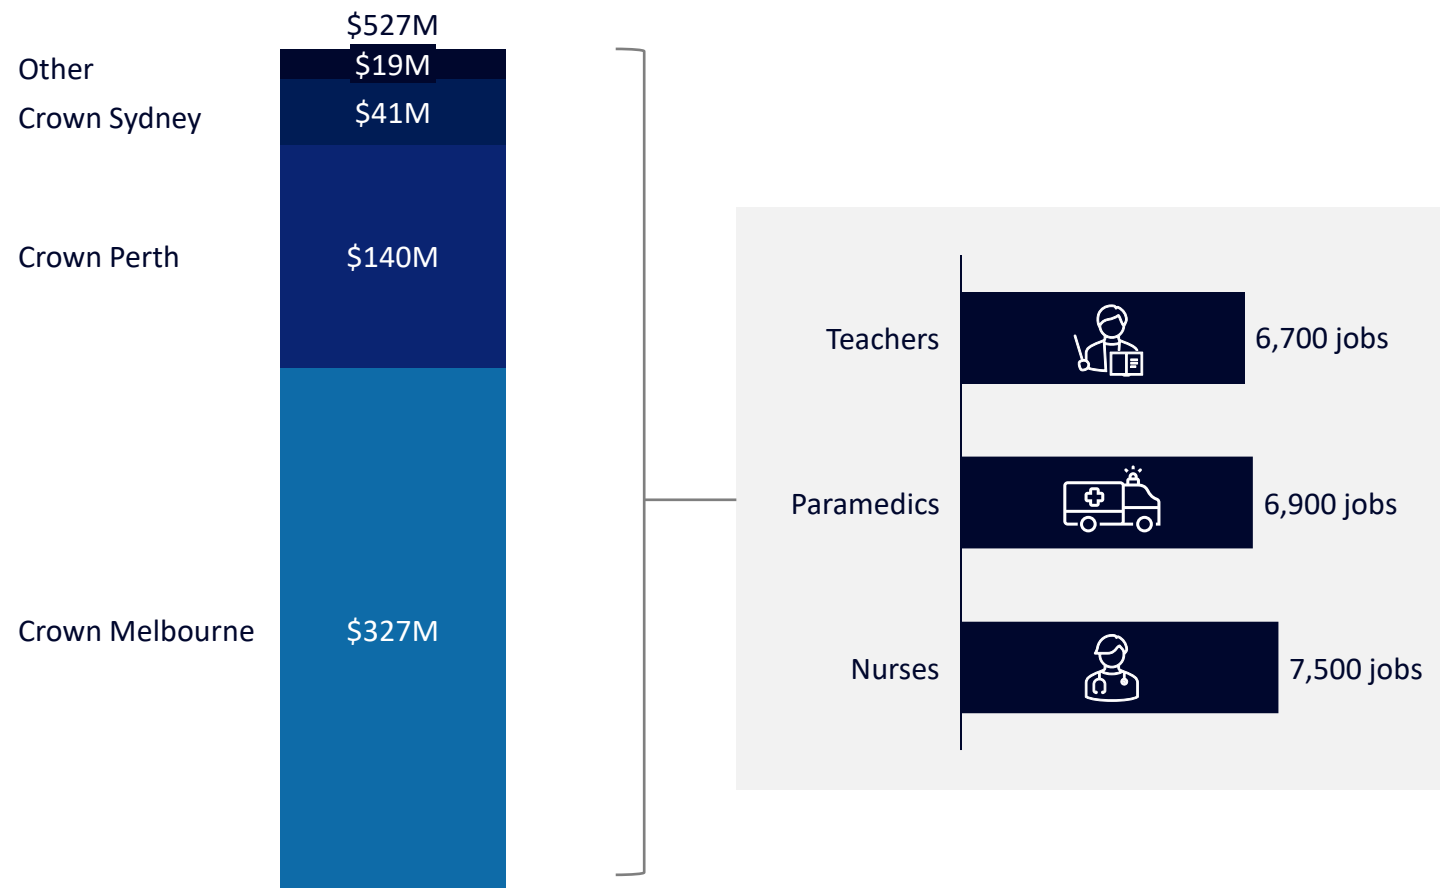 $527M
Other
$19M
Crown Sydney
$41M
Crown Perth
$140M
Crown Melbourne
$327M
Teachers
6,700 jobs
Paramedics
6,900 jobs
Nurses
7,500 jobs